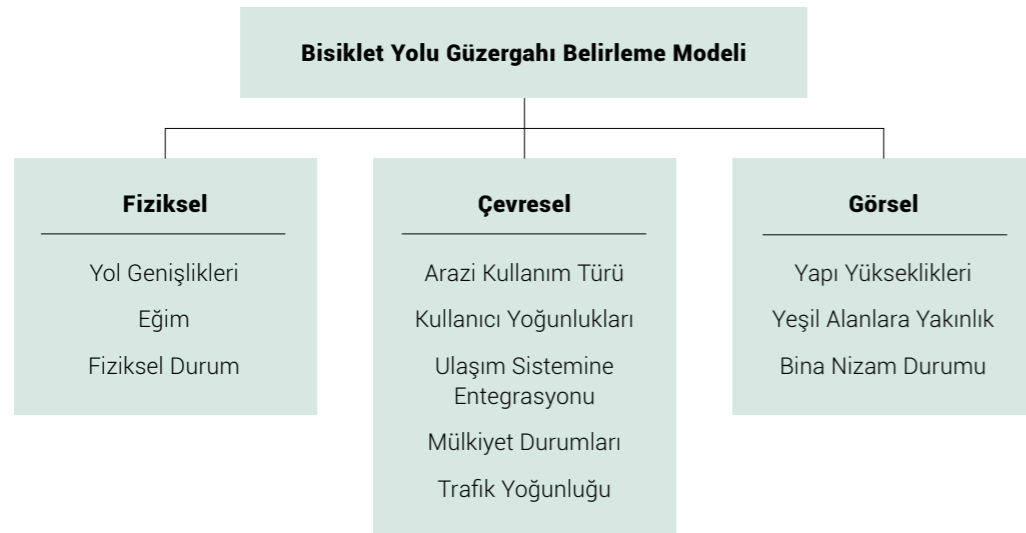 Bisiklet Yolu Güzergahı Belirleme Modeli
Fiziksel
Yol Genişlikleri
Eğim
Fiziksel Durum
Çevresel
Arazi Kullanım Türü
Kullanıcı Yoğunlukları
Ulaşım Sistemine
Entegrasyonu
Mülkiyet Durumları
Trafik Yoğunluğu
Görsel
Yapı Yükseklikleri
Yeşil Alanlara Yakınlık
Bina Nizam Durumu